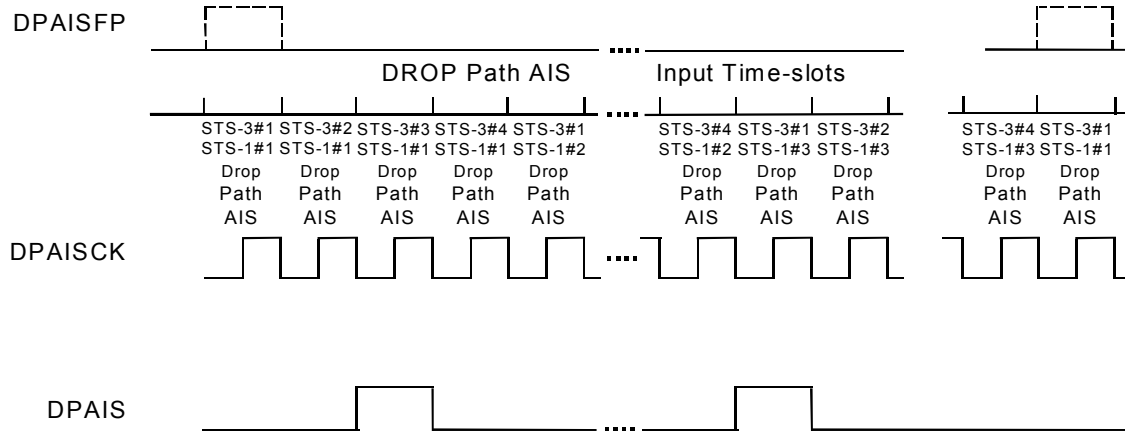 DPAISFP
DROP Path AIS Input Time-slots
STS-3#1 STS-3#2 STS-3#3 STS-3#4 STS-3#1 STS-3#4 STS-3#1 STS-3#2 STS-3#4 STS-3#1
STS-1#1 STS-1#1 STS-1#1 STS-1#1 STS-1#2 STS-1#2 STS-1#3 STS-1#3 STS-1#3 STS-1#1
Drop Drop Drop Drop Drop Drop Drop Drop Drop Drop
Path Path Path Path Path Path Path Path Path Path
AIS AIS AIS AIS AIS AIS AIS AIS AIS AIS
DPAISCK
DPAIS